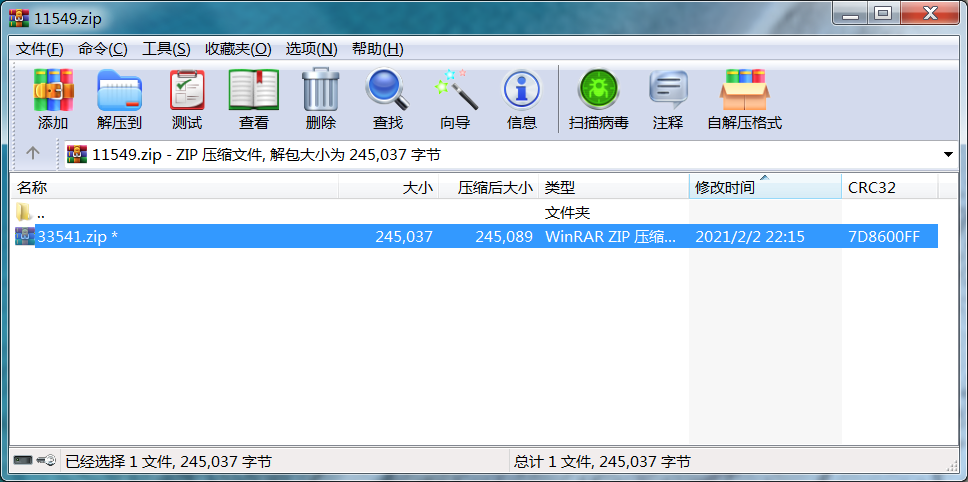 11549.zip
文件(F) 命令(C) 工具(S) 收藏夹(O) 选项(N) 帮助(H)
添加 解压到 测试 查看 删除 查找 向导 信息 扫描病毒 注释 自解压格式
11549.zip - ZIP 压缩文件, 解包大小为 245,037 字节
名称 大小 压缩后大小 类型 修改时间 CRC32
.. 文件夹
33541.zip * 245,037 245,089 WinRAR ZIP 压缩... 2021/2/2 22:15 7D8600FF
已经选择 1 文件, 245,037 字节 总计 1 文件, 245,037 字节